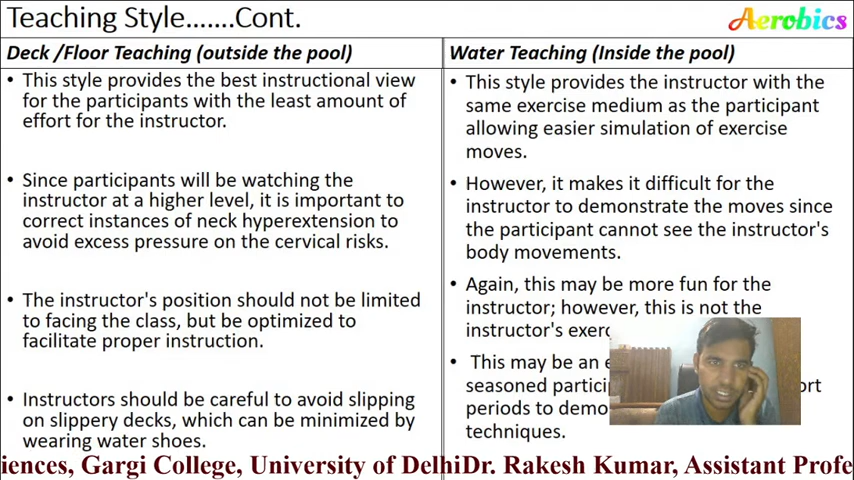 Teaching Style…….Cont.
Aerobics
Deck /Floor Teaching (outside the pool)
• This style provides the best instructional view
for the participants with the least amount of
effort for the instructor.
• Since participants will be watching the
instructor at a higher level, it is important to
correct instances of neck hyperextension to
avoid excess pressure on the cervical risks.
• The instructor's position should not be limited
to facing the class, but be optimized to
facilitate proper instruction.
• Instructors should be careful to avoid slipping
on slippery decks, which can be minimized by
wearing water shoes.
Water Teaching (Inside the pool)
• This style provides the instructor with the
same exercise medium as the participant
allowing easier simulation of exercise
moves.
• However, it makes it difficult for the
instructor to demonstrate the moves since
the participant cannot see the instructor's
body movements.
• Again, this may be more fun for the
instructor; however, this is not the
instructor's
• This may be an
seasoned
periods to
techniques.
iences, Gargi College, University of DelhiDr. Rakesh Kumar, Assistant Profe